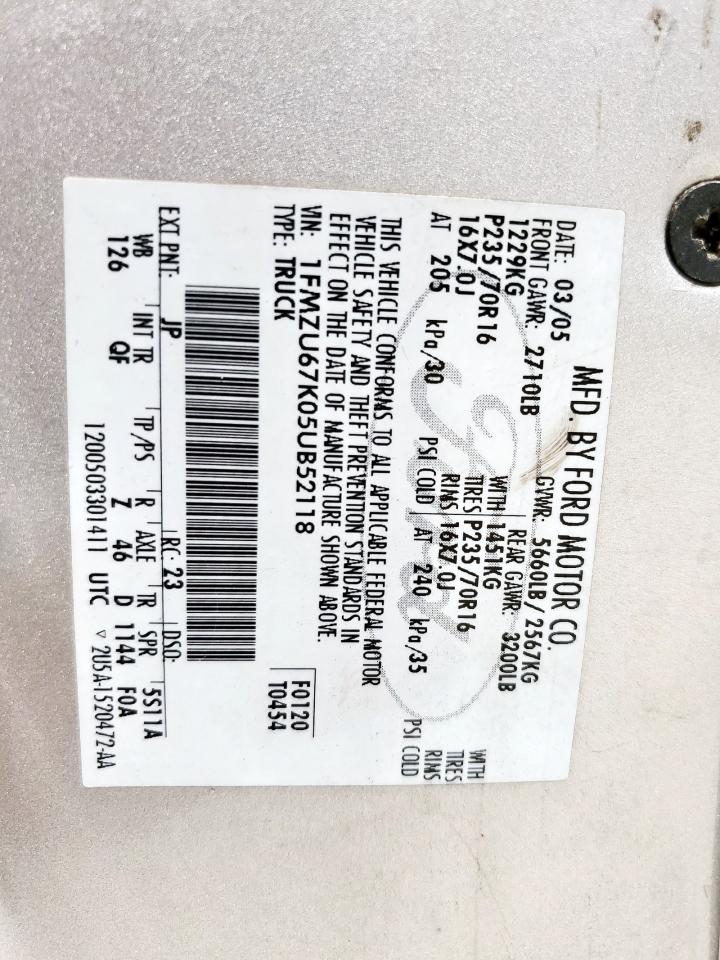 MFD. BY FORD MOTOR CO.
DATE: 03/05 GVWR: 5660LB / 2567KG
FRONT GAWR: 2710LB REAR GAWR: 3200LB
1229KG WITH 1451KG WITH
P235/70R16 TIRES P235/70R16 TIRES
16X7.0J RIMS 16X7.0J RIMS
AT 205 kPa/30 PSI COLD AT 240 kPa/35 PSI COLD
THIS VEHICLE CONFORMS TO ALL APPLICABLE FEDERAL MOTOR
VEHICLE SAFETY AND THEFT PREVENTION STANDARDS IN
EFFECT ON THE DATE OF MANUFACTURE SHOWN ABOVE.
VIN: 1FMZU67K05UB52118 F0120
TYPE: TRUCK T0454
EXT PNT: JP RC: 23 DSO:
WB INT TR TP/PS R AXLE TR SPR 5S11A
126 QF Z 46 D 1144 F0A
1200503301411 UTC ▽ 2U5A-1520472-AA
Ford